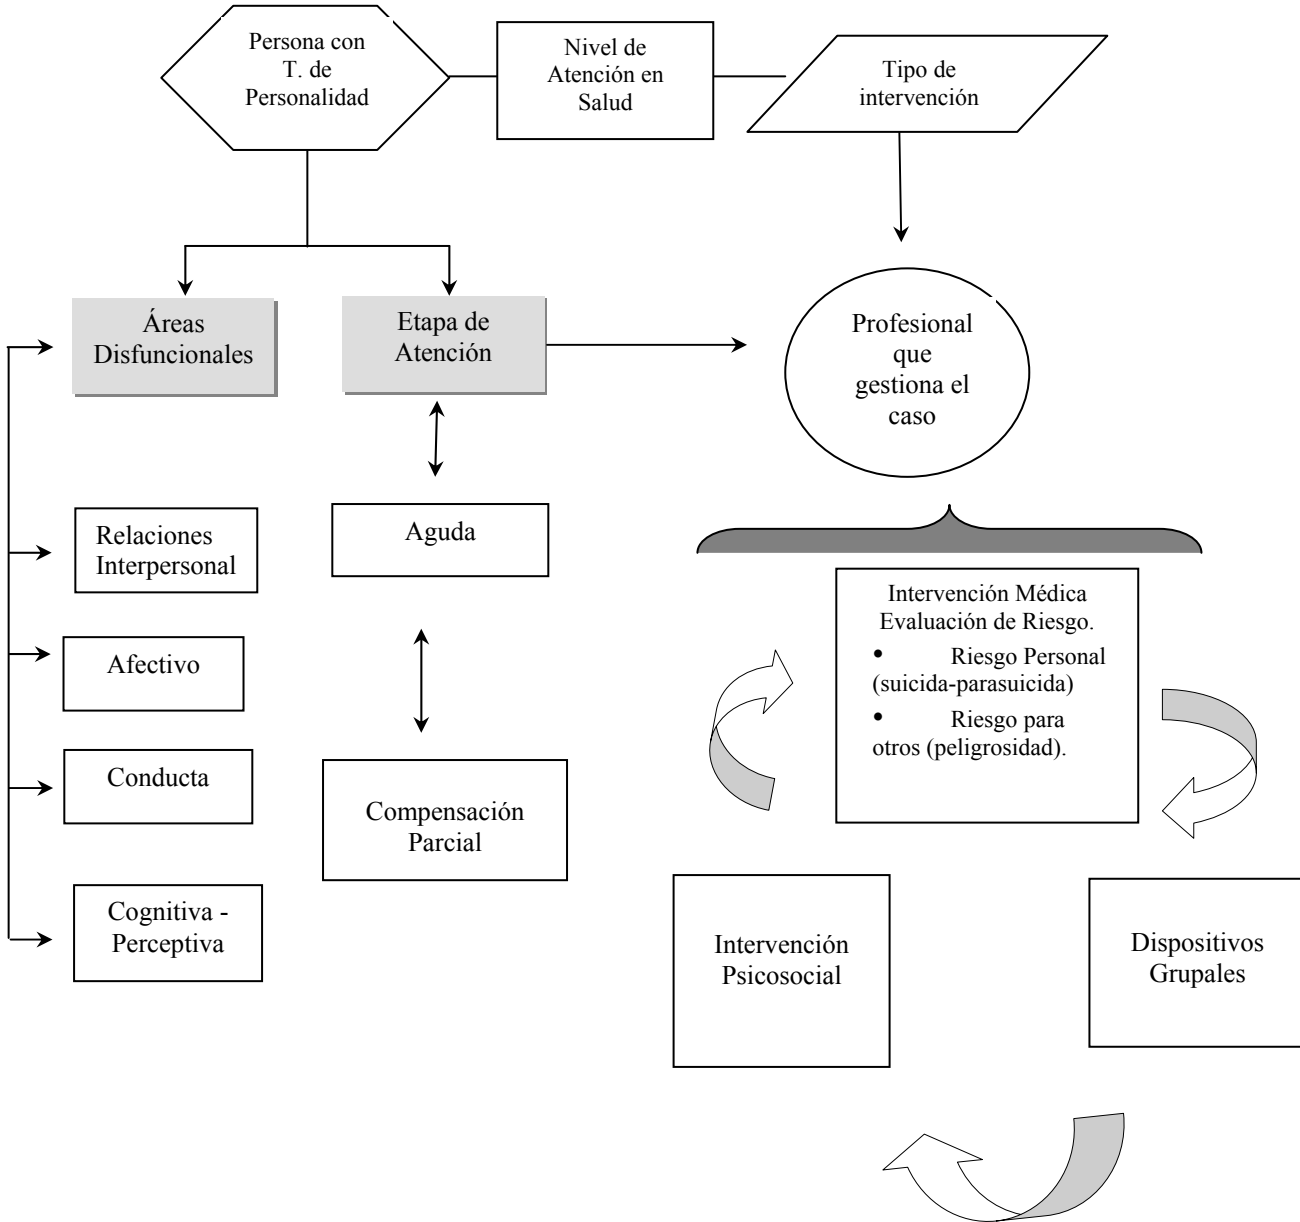 Persona con
T. de
Personalidad
Nivel de
Atención en
Salud
Tipo de
intervención
Áreas
Disfuncionales
Etapa de
Atención
Profesional
que
gestiona el
caso
Relaciones
Interpersonal
Aguda
Afectivo
Conducta
Compensación
Parcial
Cognitiva -
Perceptiva
Intervención Médica
Evaluación de Riesgo.
• Riesgo Personal
(suicida-parasuicida)
• Riesgo para
otros (peligrosidad).
Intervención
Psicosocial
Dispositivos
Grupales